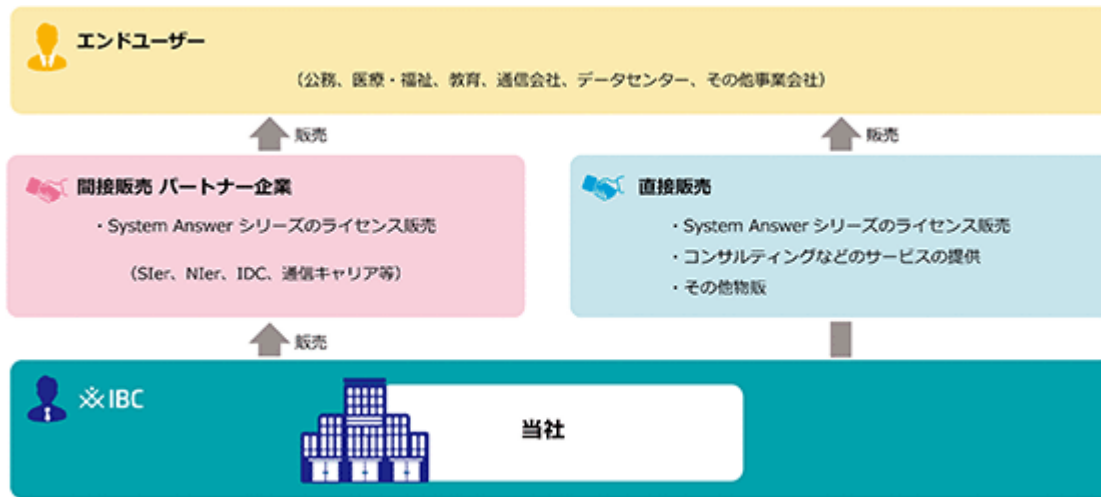 エンドユーザー
（公務、医療・福祉、教育、通信会社、データセンター、その他事業会社）
販売
販売
間接販売 パートナー企業
・System Answer シリーズのライセンス販売
（SIer、NIer、IDC、通信キャリア等）
直接販売
・System Answer シリーズのライセンス販売
・コンサルティングなどのサービスの提供
・その他物販
販売
IBC
当社